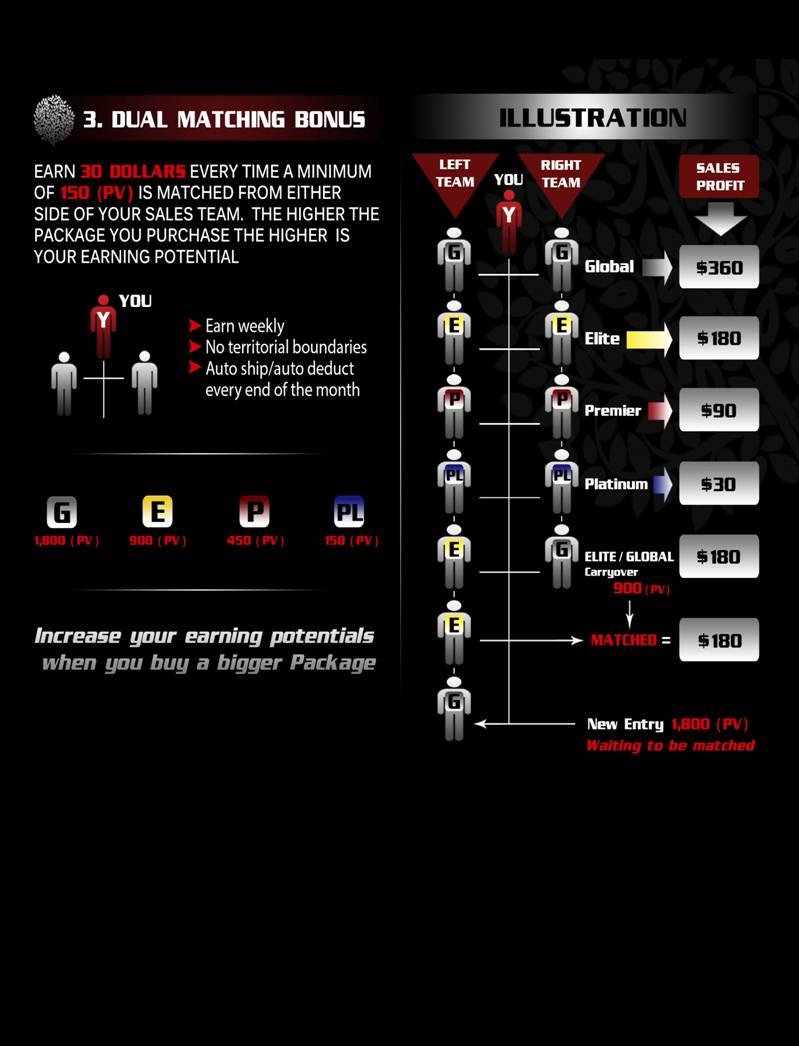 3. DUAL MATCHING BONUS
EARN 30 DOLLARS EVERY TIME A MINIMUM
OF 150 (PV) IS MATCHED FROM EITHER
SIDE OF YOUR SALES TEAM. THE HIGHER THE
PACKAGE YOU PURCHASE THE HIGHER IS
YOUR EARNING POTENTIAL
YOU
Y
Earn weekly
No territorial boundaries
Auto ship/auto deduct
every end of the month
G
E
P
PL
1,800 (PV)
900 (PV)
450 (PV)
150 (PV)
Increase your earning potentials
when you buy a bigger Package
ILLUSTRATION
LEFT
TEAM
YOU
Y
RIGHT
TEAM
SALES
PROFIT
G
G
Global
$360
E
E
Elite
$180
P
P
Premier
$90
PL
PL
Platinum
$30
E
G
ELITE / GLOBAL
Carryover
900 (PV)
$180
E
MATCHED =
$180
G
New Entry 1,800 (PV)
Waiting to be matched